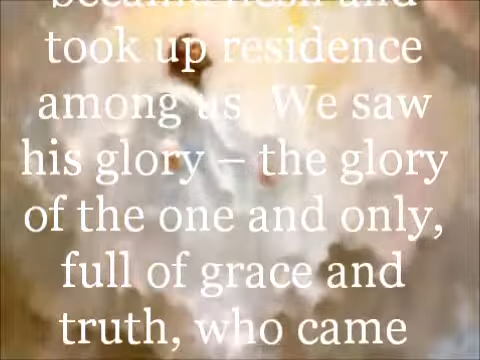 became flesh and
took up residence
among us  We saw
his glory – the glory
of the one and only,
full of grace and
truth, who came